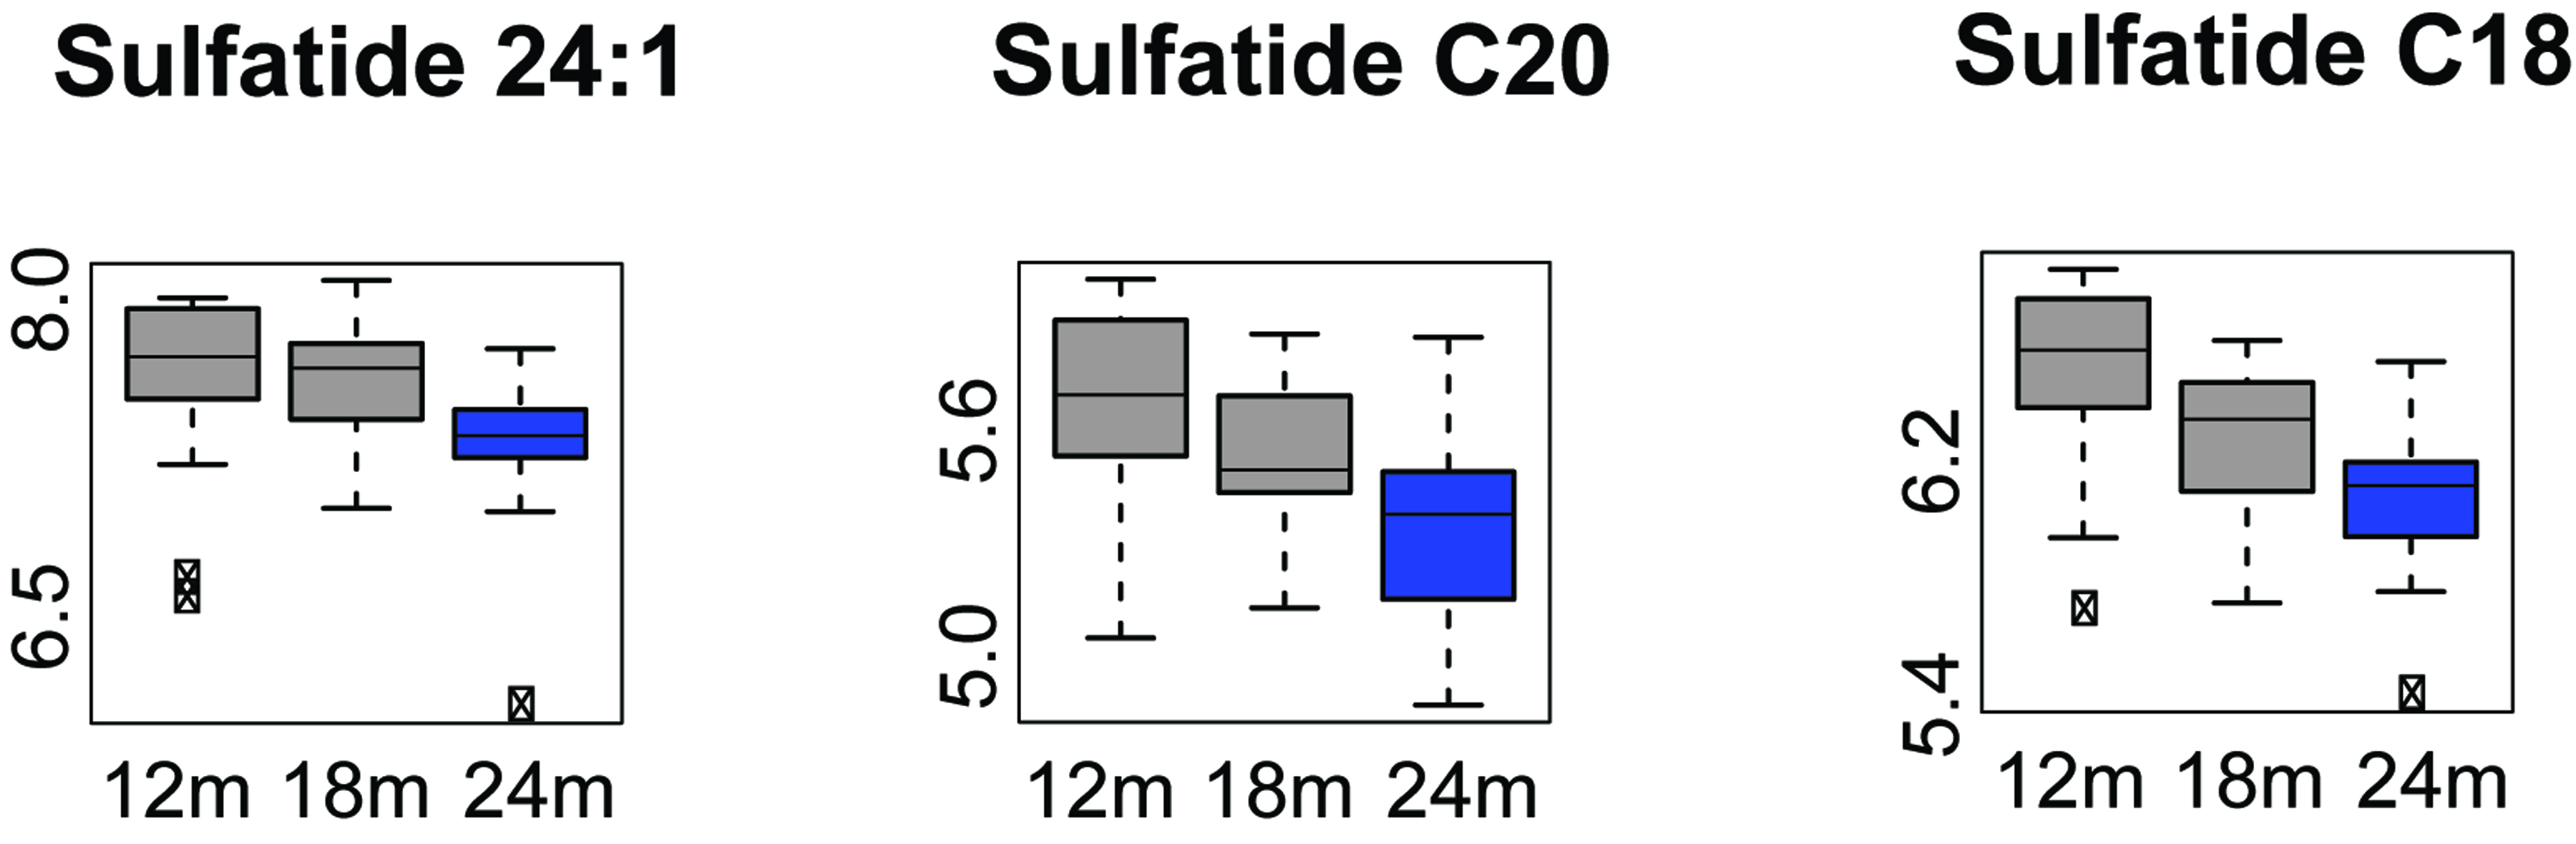 Sulfatide 24:1
8.0
6.5
12m 18m 24m
Sulfatide C20
5.6
5.0
12m 18m 24m
Sulfatide C18
6.2
5.4
12m 18m 24m